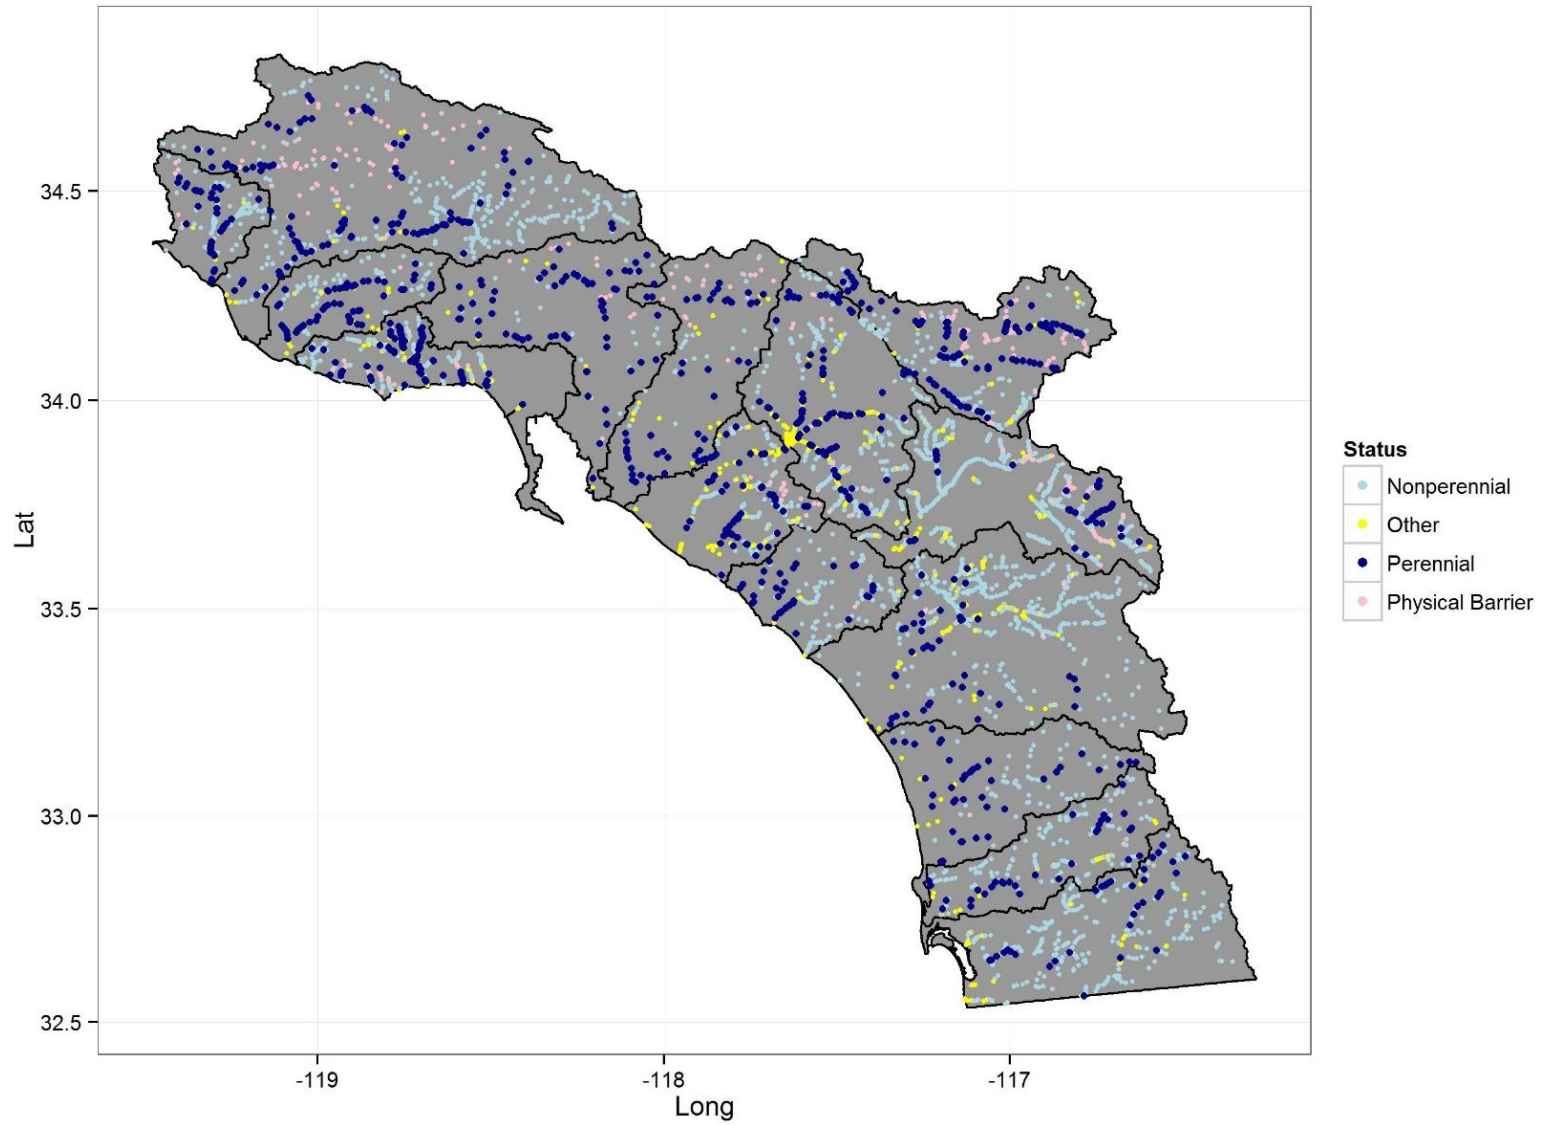 34.5
34.0
33.5
33.0
32.5
Lat
-119
-118
-117
Long
Status
Nonperennial
Other
Perennial
Physical Barrier